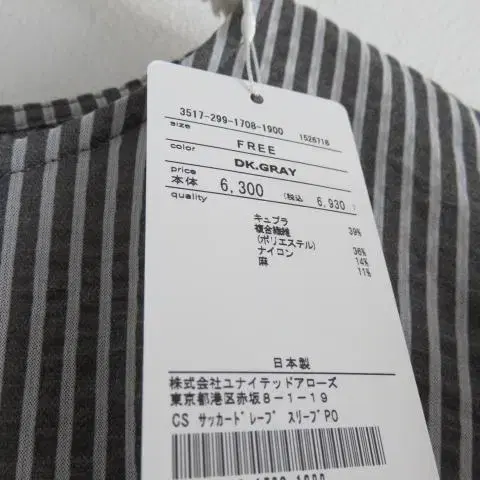 3517-299-1708-1900 1526718
size FREE
color DK.GRAY
price
本体 6,300 (税込 6,930 )
quality
キュプラ 39%
複合繊維
(ポリエステル) 36%
ナイロン 14%
麻 11%
日本製
株式会社ユナイテッドアローズ
東京都港区赤坂8-1-19
CS サッカードレープ スリーブPO